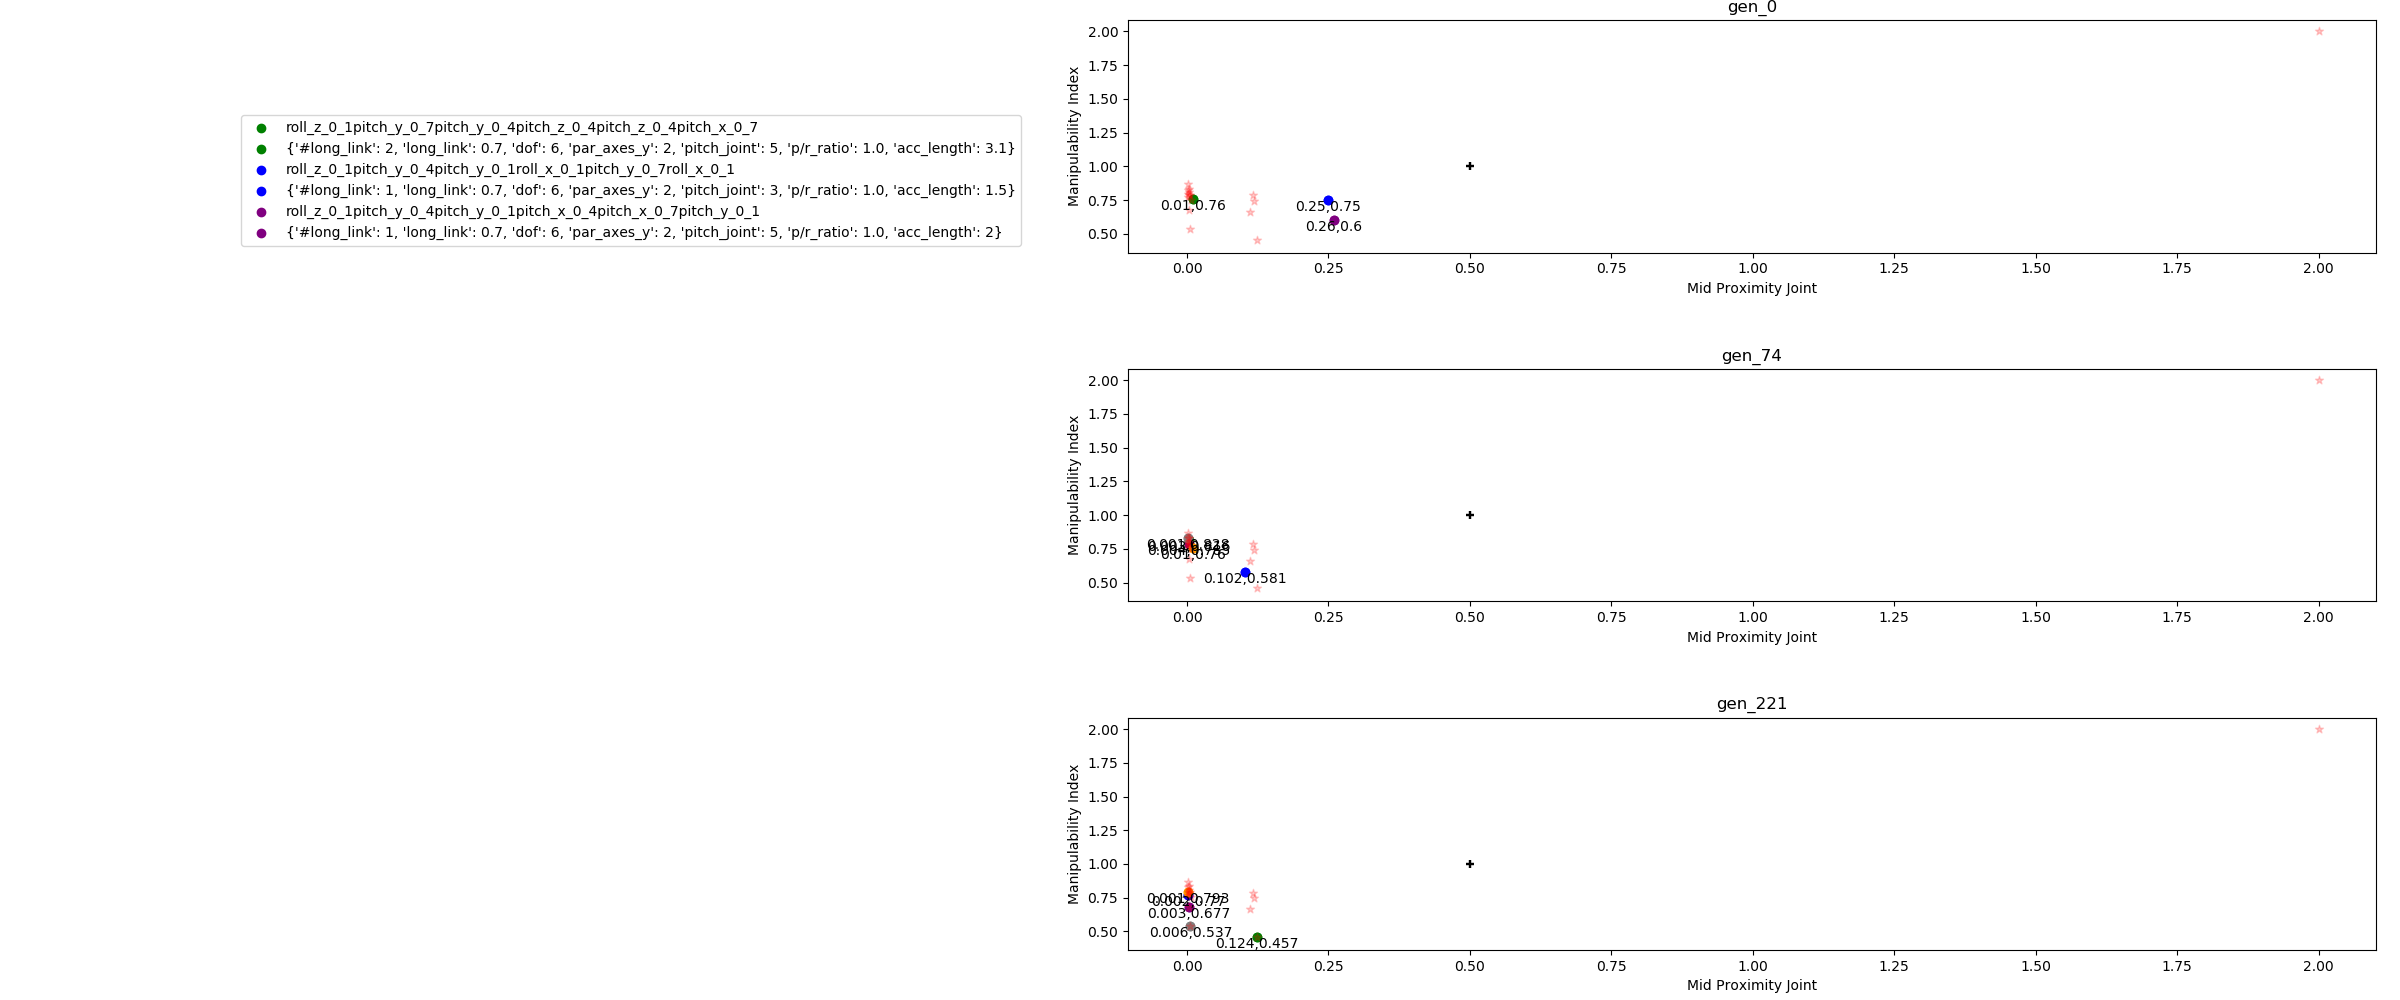 gen_0
2.00
1.75
1.50
1.25
1.00
0.75
0.50
Manipulability Index
0.01,0.76
0.25,0.75
0.26,0.6
0.00 0.25 0.50 0.75 1.00 1.25 1.50 1.75 2.00
Mid Proximity Joint
roll_z_0_1pitch_y_0_7pitch_y_0_4pitch_z_0_4pitch_z_0_4pitch_x_0_7
{'#long_link': 2, 'long_link': 0.7, 'dof': 6, 'par_axes_y': 2, 'pitch_joint': 5, 'p/r_ratio': 1.0, 'acc_length': 3.1}
roll_z_0_1pitch_y_0_4pitch_y_0_1roll_x_0_1pitch_y_0_7roll_x_0_1
{'#long_link': 1, 'long_link': 0.7, 'dof': 6, 'par_axes_y': 2, 'pitch_joint': 3, 'p/r_ratio': 1.0, 'acc_length': 1.5}
roll_z_0_1pitch_y_0_4pitch_y_0_1pitch_x_0_4pitch_x_0_7pitch_y_0_1
{'#long_link': 1, 'long_link': 0.7, 'dof': 6, 'par_axes_y': 2, 'pitch_joint': 5, 'p/r_ratio': 1.0, 'acc_length': 2}
gen_74
2.00
1.75
1.50
1.25
1.00
0.75
0.50
Manipulability Index
0.01,0.76
0.102,0.581
0.00 0.25 0.50 0.75 1.00 1.25 1.50 1.75 2.00
Mid Proximity Joint
gen_221
2.00
1.75
1.50
1.25
1.00
0.75
0.50
Manipulability Index
0.001,0.793
0.003,0.677
0.006,0.537
0.124,0.457
0.00 0.25 0.50 0.75 1.00 1.25 1.50 1.75 2.00
Mid Proximity Joint